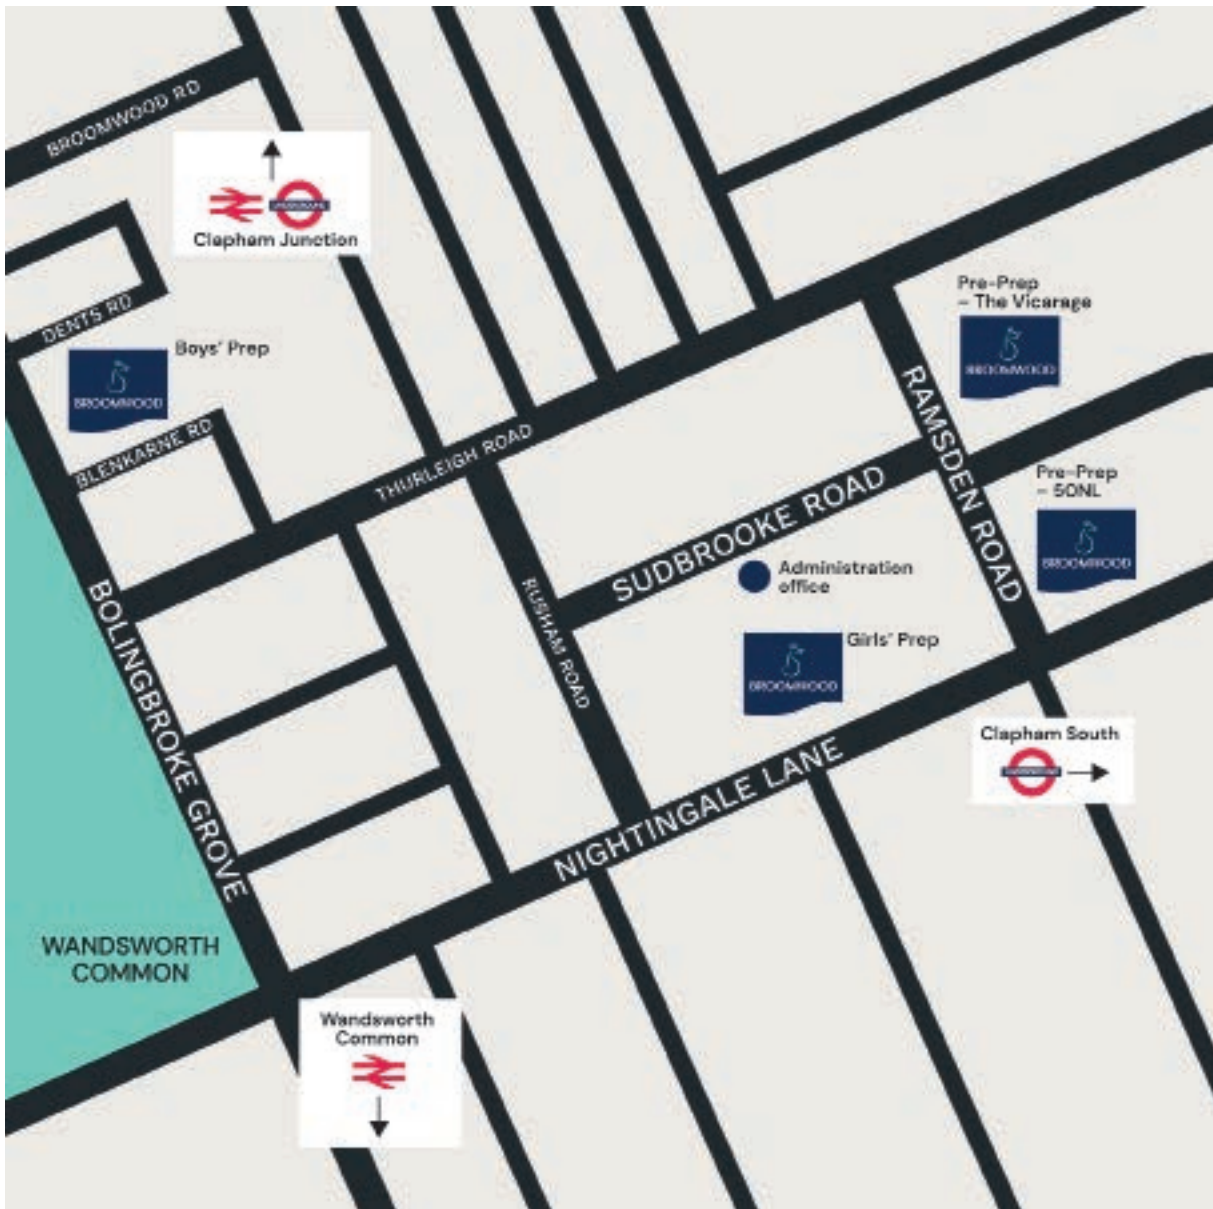 BROOMWOOD RD
Clapham Junction
DENTS RD
Boys' Prep
BROOMWOOD
BLENKARNE RD
THURLEIGH ROAD
Pre-Prep
– The Vicarage
BROOMWOOD
RAMSDEN ROAD
SUDBROOKE ROAD
Pre-Prep
– 50NL
BROOMWOOD
Administration
office
Girls' Prep
BROOMWOOD
RUSHAM ROAD
BOLINGBROKE GROVE
NIGHTINGALE LANE
Clapham South
WANDSWORTH
COMMON
Wandsworth
Common